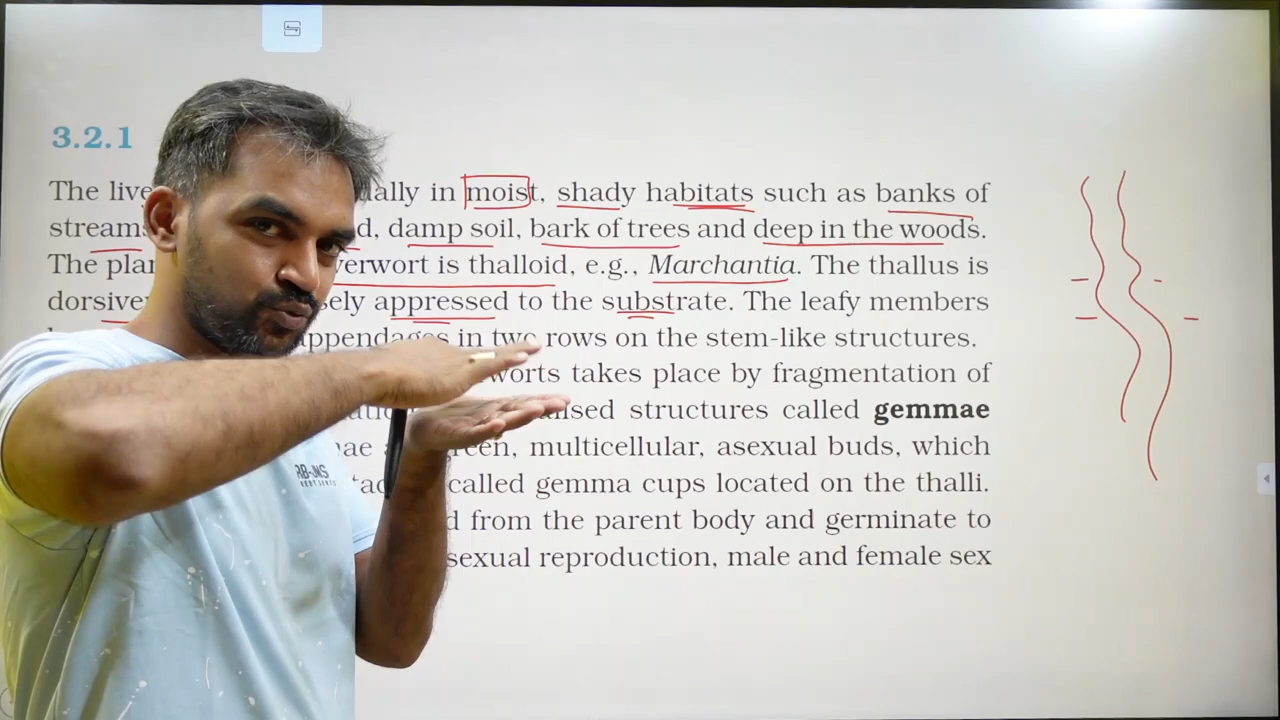 3.2.1
The live ally in moist, shady habitats such as banks of
streams d, damp soil, bark of trees and deep in the woods.
The plan verwort is thalloid, e.g., Marchantia. The thallus is
dorsiven sely appressed to the substrate. The leafy members
appendages in two rows on the stem-like structures.
worts takes place by fragmentation of
structures called gemmae
green, multicellular, asexual buds, which
called gemma cups located on the thalli.
d from the parent body and germinate to
sexual reproduction, male and female sex